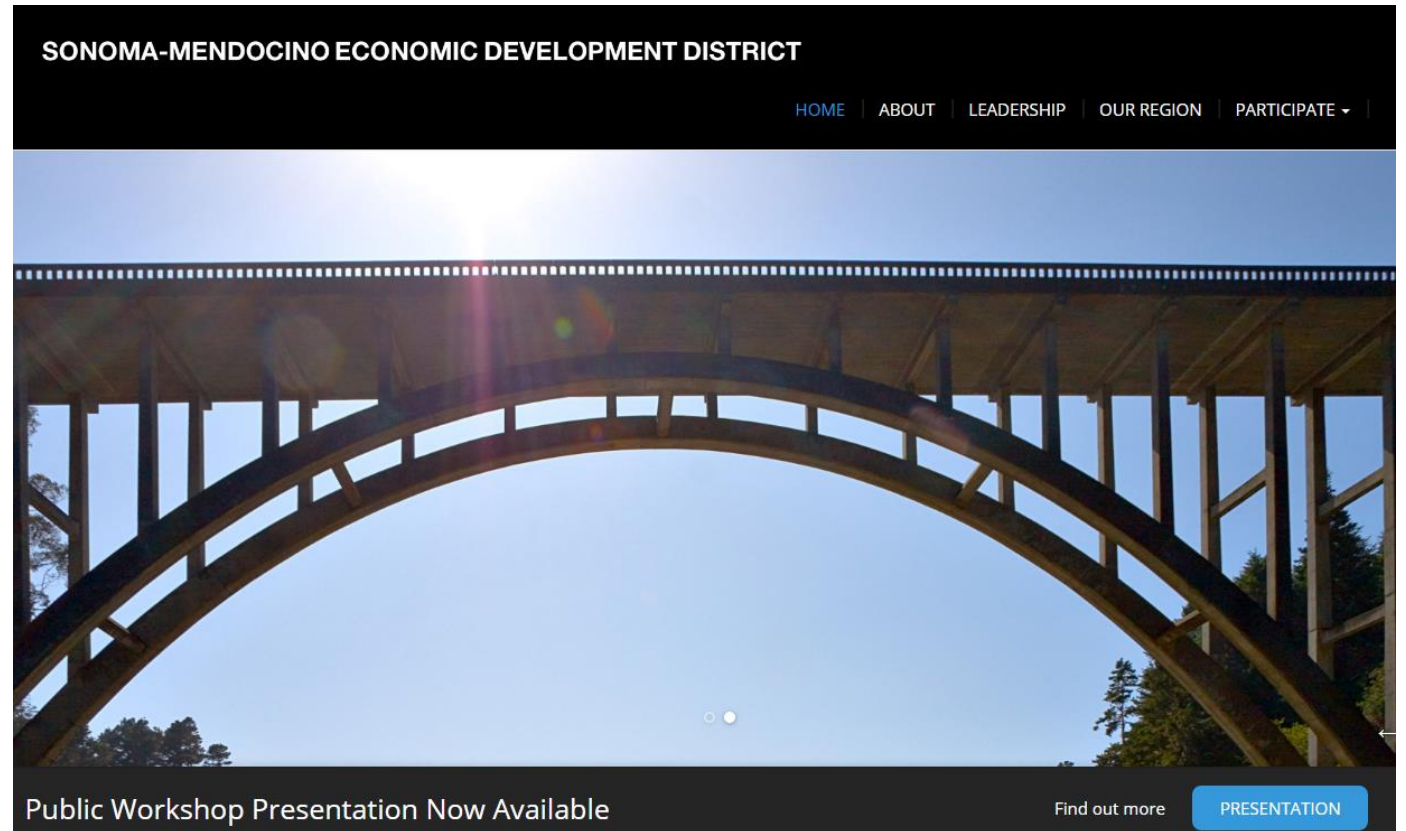 SONOMA-MENDOCINO ECONOMIC DEVELOPMENT DISTRICT
HOME ABOUT LEADERSHIP OUR REGION PARTICIPATE
Public Workshop Presentation Now Available Find out more PRESENTATION